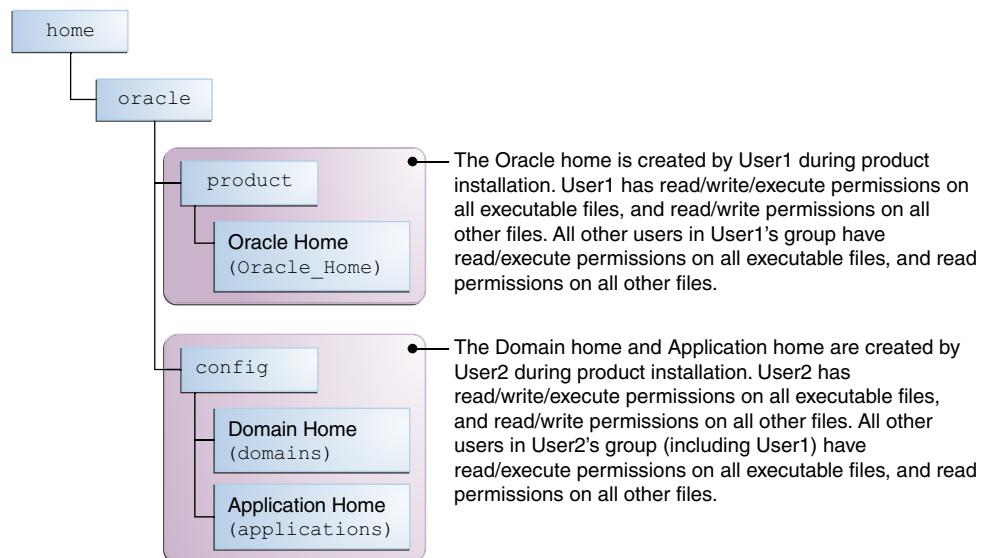 home
oracle
product
Oracle Home
(Oracle_Home)
The Oracle home is created by User1 during product
installation. User1 has read/write/execute permissions on
all executable files, and read/write permissions on all
other files. All other users in User1's group have
read/execute permissions on all executable files, and read
permissions on all other files.
config
Domain Home
(domains)
Application Home
(applications)
The Domain home and Application home are created by
User2 during product installation. User2 has
read/write/execute permissions on all executable files,
and read/write permissions on all other files. All other
users in User2's group (including User1) have
read/execute permissions on all executable files, and read
permissions on all other files.